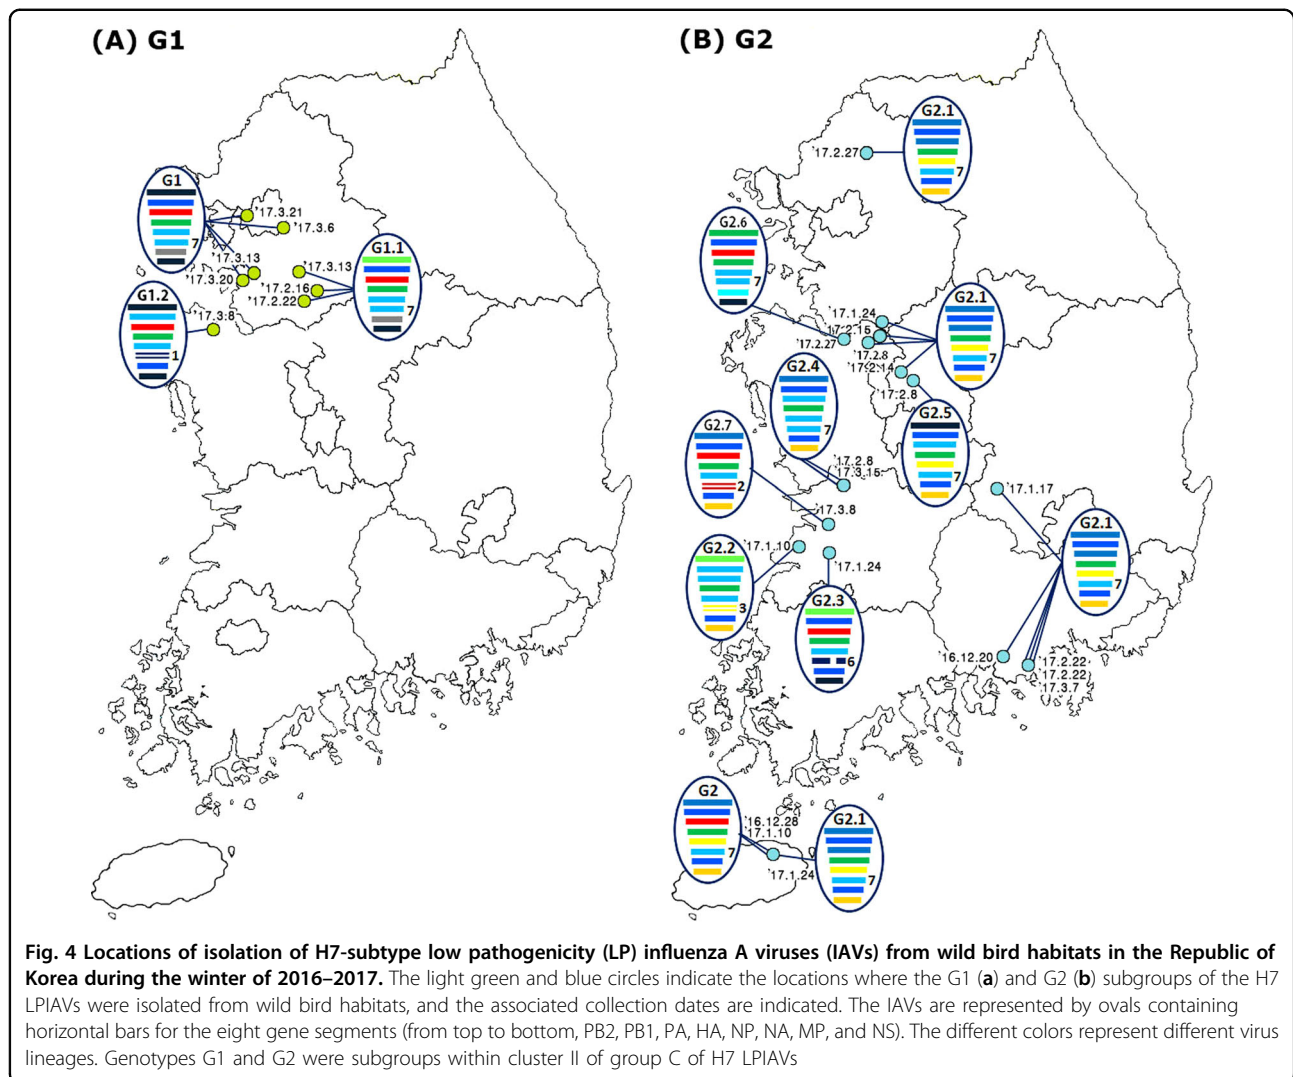 (A) G1
G1
7
'17.3.21
'17.3.6
'17.3.13
'17.3.20
G1.1
7
'17.3.13
'17.2.16
'17.2.22
G1.2
1
'17.3.8
(B) G2
G2.1
7
'17.2.27
G2.6
7
'17.2.27
G2.1
7
'17.1.24
'17.2.15
'17.2.8
'17.2.14
'17.2.8
G2.4
7
'17.2.8
'17.3.15
G2.5
7
G2.7
2
'17.3.8
G2.2
3
'17.1.10
'17.1.24
G2.3
6
'17.1.17
G2.1
7
'16.12.20
'17.2.22
'17.2.22
'17.3.7
G2
7
'16.12.28
'17.1.10
'17.1.24
G2.1
7
Fig. 4 Locations of isolation of H7-subtype low pathogenicity (LP) influenza A viruses (IAVs) from wild bird habitats in the Republic of
Korea during the winter of 2016–2017. The light green and blue circles indicate the locations where the G1 (a) and G2 (b) subgroups of the H7
LPIAVs were isolated from wild bird habitats, and the associated collection dates are indicated. The IAVs are represented by ovals containing
horizontal bars for the eight gene segments (from top to bottom, PB2, PB1, PA, HA, NP, NA, MP, and NS). The different colors represent different virus
lineages. Genotypes G1 and G2 were subgroups within cluster II of group C of H7 LPIAVs